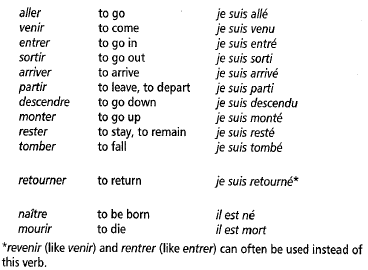 aller to go je suis allé
venir to come je suis venu
entrer to go in je suis entré
sortir to go out je suis sorti
arriver to arrive je suis arrivé
partir to leave, to depart je suis parti
descendre to go down je suis descendu
monter to go up je suis monté
rester to stay, to remain je suis resté
tomber to fall je suis tombé
retourner to return je suis retourné*
naître to be born il est né
mourir to die il est mort
*revenir (like venir) and rentrer (like entrer) can often be used instead of
this verb.